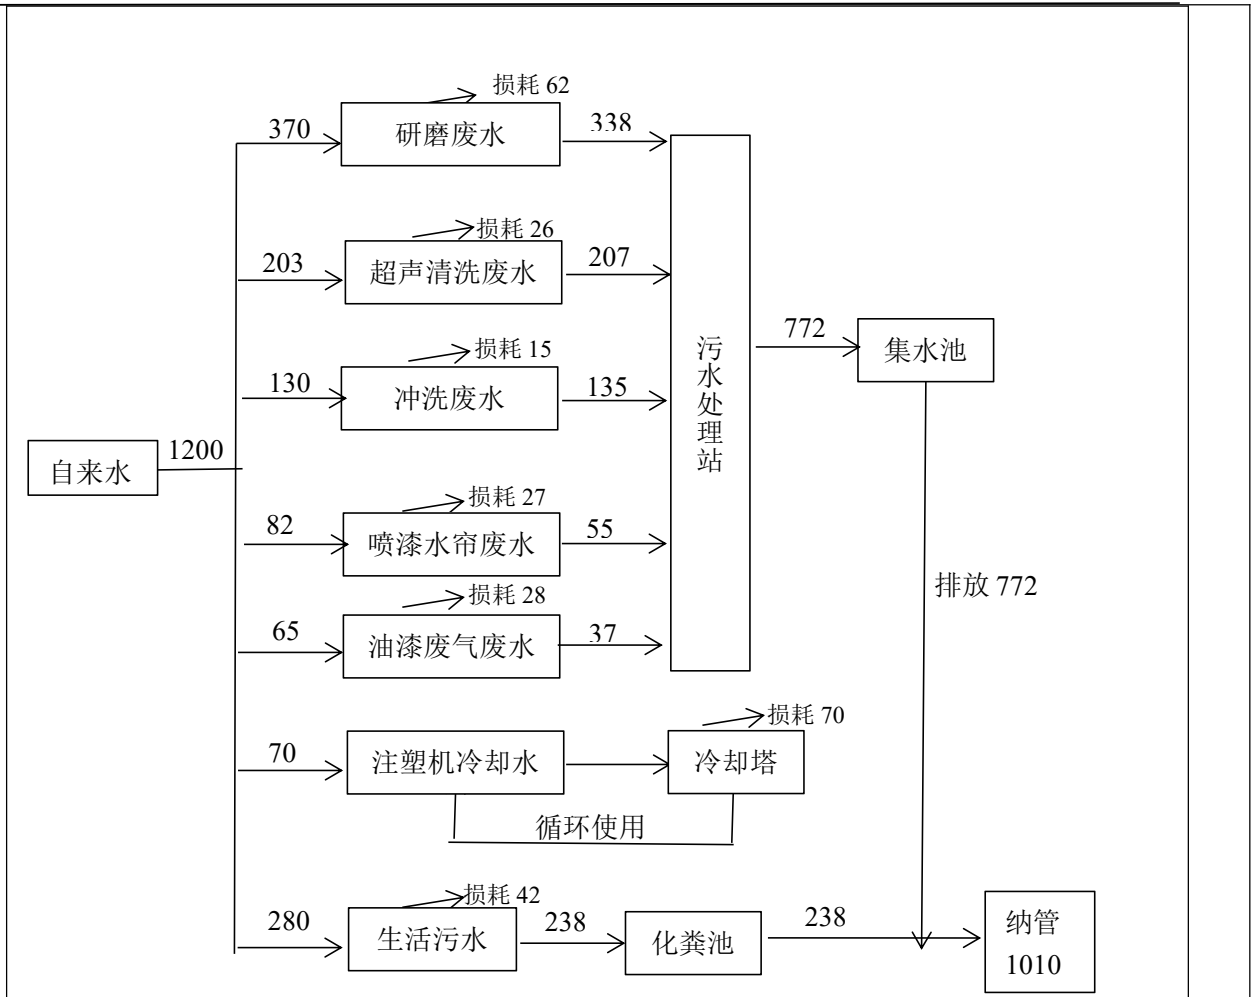 损耗 62
370
研磨废水
338
损耗 26
203
超声清洗废水
207
损耗 15
130
冲洗废水
135
污水处理站
772
集水池
自来水
1200
损耗 27
82
喷漆水帘废水
55
排放 772
损耗 28
65
油漆废气废水
37
损耗 70
70
注塑机冷却水
冷却塔
循环使用
损耗 42
280
生活污水
238
化粪池
238
纳管
1010